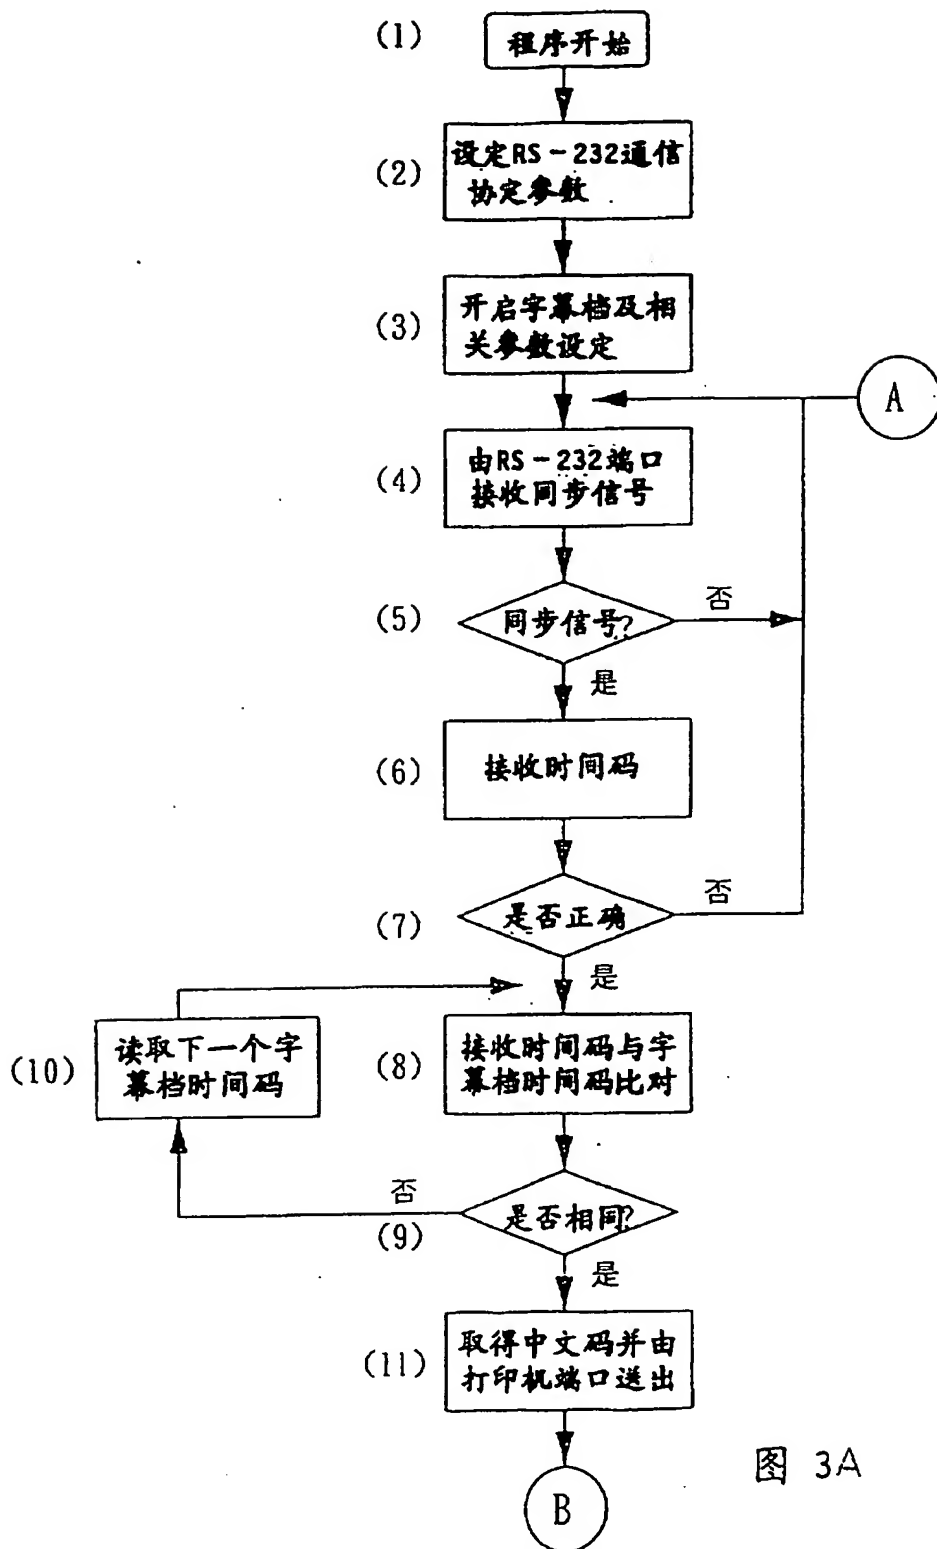 (1)
程序开始
(2)
设定RS-232通信
协定参数
(3)
开启字幕档及相
关参数设定
A
(4)
由RS-232端口
接收同步信号
(5)
同步信号?
否
是
(6)
接收时间码
(7)
是否正确
否
是
(10)
读取下一个字
幕档时间码
(8)
接收时间码与字
幕档时间码比对
否
(9)
是否相同?
是
(11)
取得中文码并由
打印机端口送出
B
图 3A